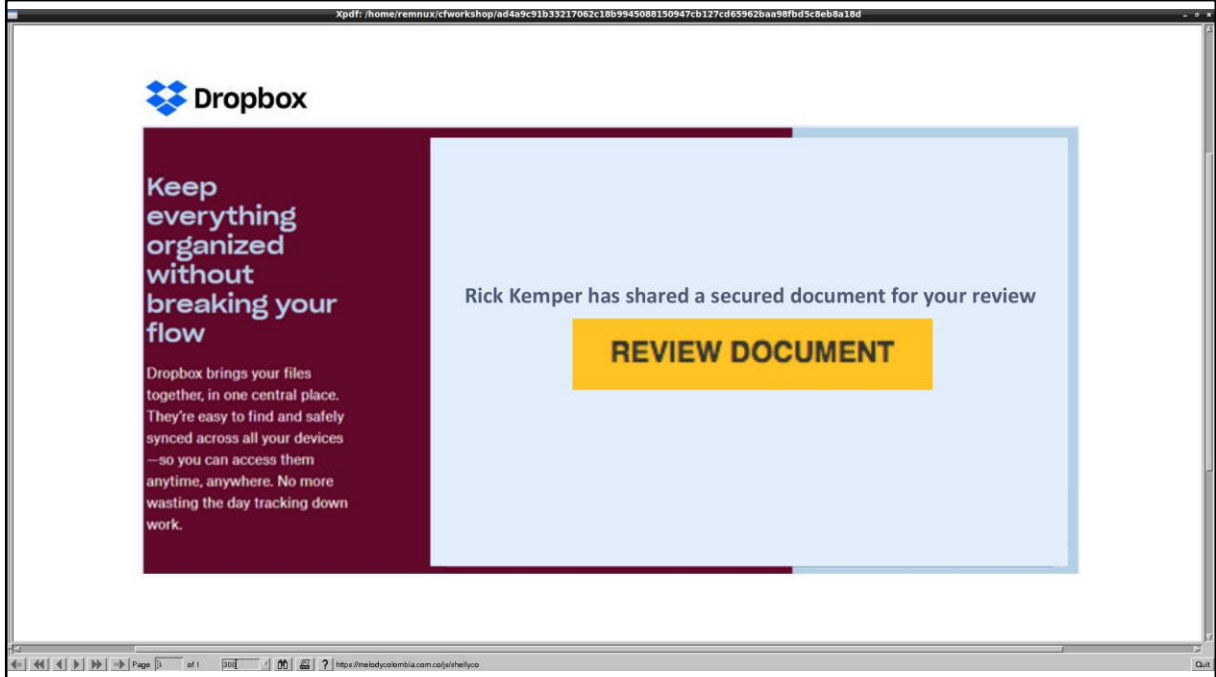 Xpdf: /home/remnux/cfworkshop/ad4a9c91b33217062c18b9945088150947cb127cd65962baa98fbd5c8eb8a18d
Dropbox
Keep
everything
organized
without
breaking your
flow
Dropbox brings your files
together, in one central place.
They're easy to find and safely
synced across all your devices
—so you can access them
anytime, anywhere. No more
wasting the day tracking down
work.
Rick Kemper has shared a secured document for your review
REVIEW DOCUMENT
Page 1 of 1 300 ? https://melodycolombia.com.co/js/shellyco Quit